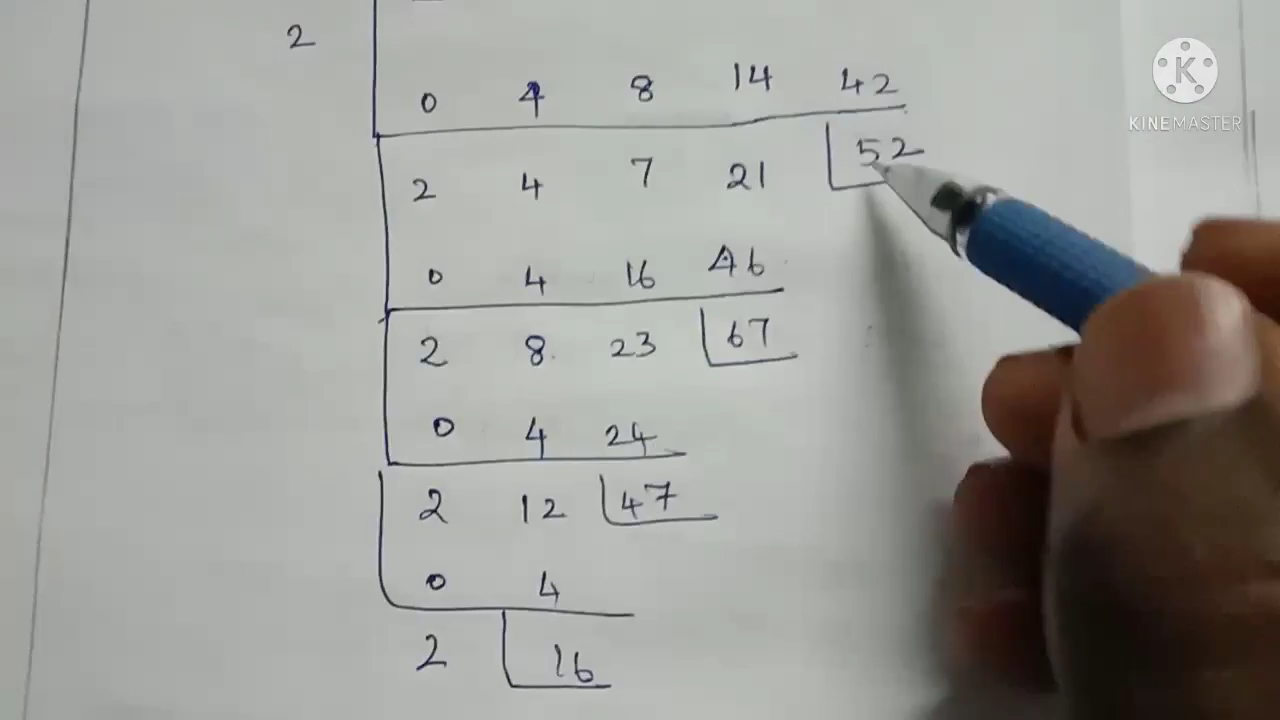 2
0 4 8 14 42
2 4 7 21 52
0 4 16 46
2 8 23 67
0 4 24
2 12 47
0 4
2 16
KINEMASTER